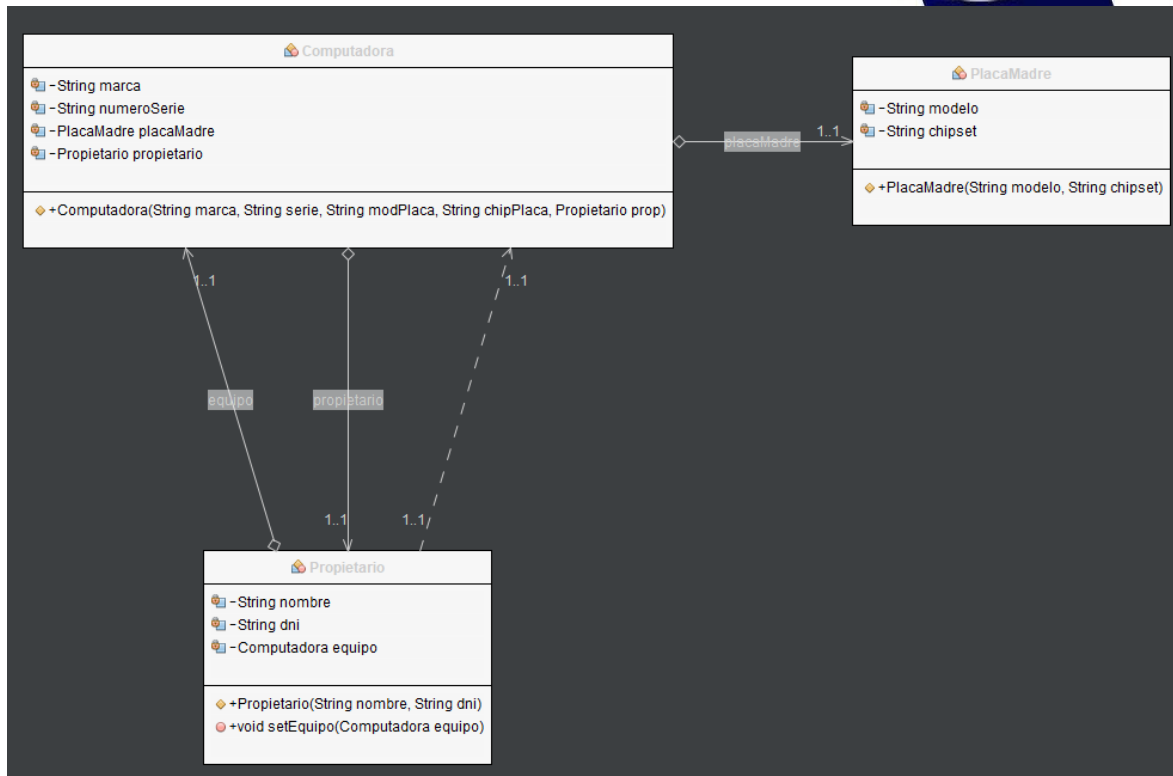 Computadora
-String marca
-String numeroSerie
-PlacaMadre placaMadre
-Propietario propietario
+Computadora(String marca, String serie, String modPlaca, String chipPlaca, Propietario prop)
placaMadre
1..1
PlacaMadre
-String modelo
-String chipset
+PlacaMadre(String modelo, String chipset)
1..1
1..1
equipo
propietario
1..1
1..1
Propietario
-String nombre
-String dni
-Computadora equipo
+Propietario(String nombre, String dni)
+void setEquipo(Computadora equipo)